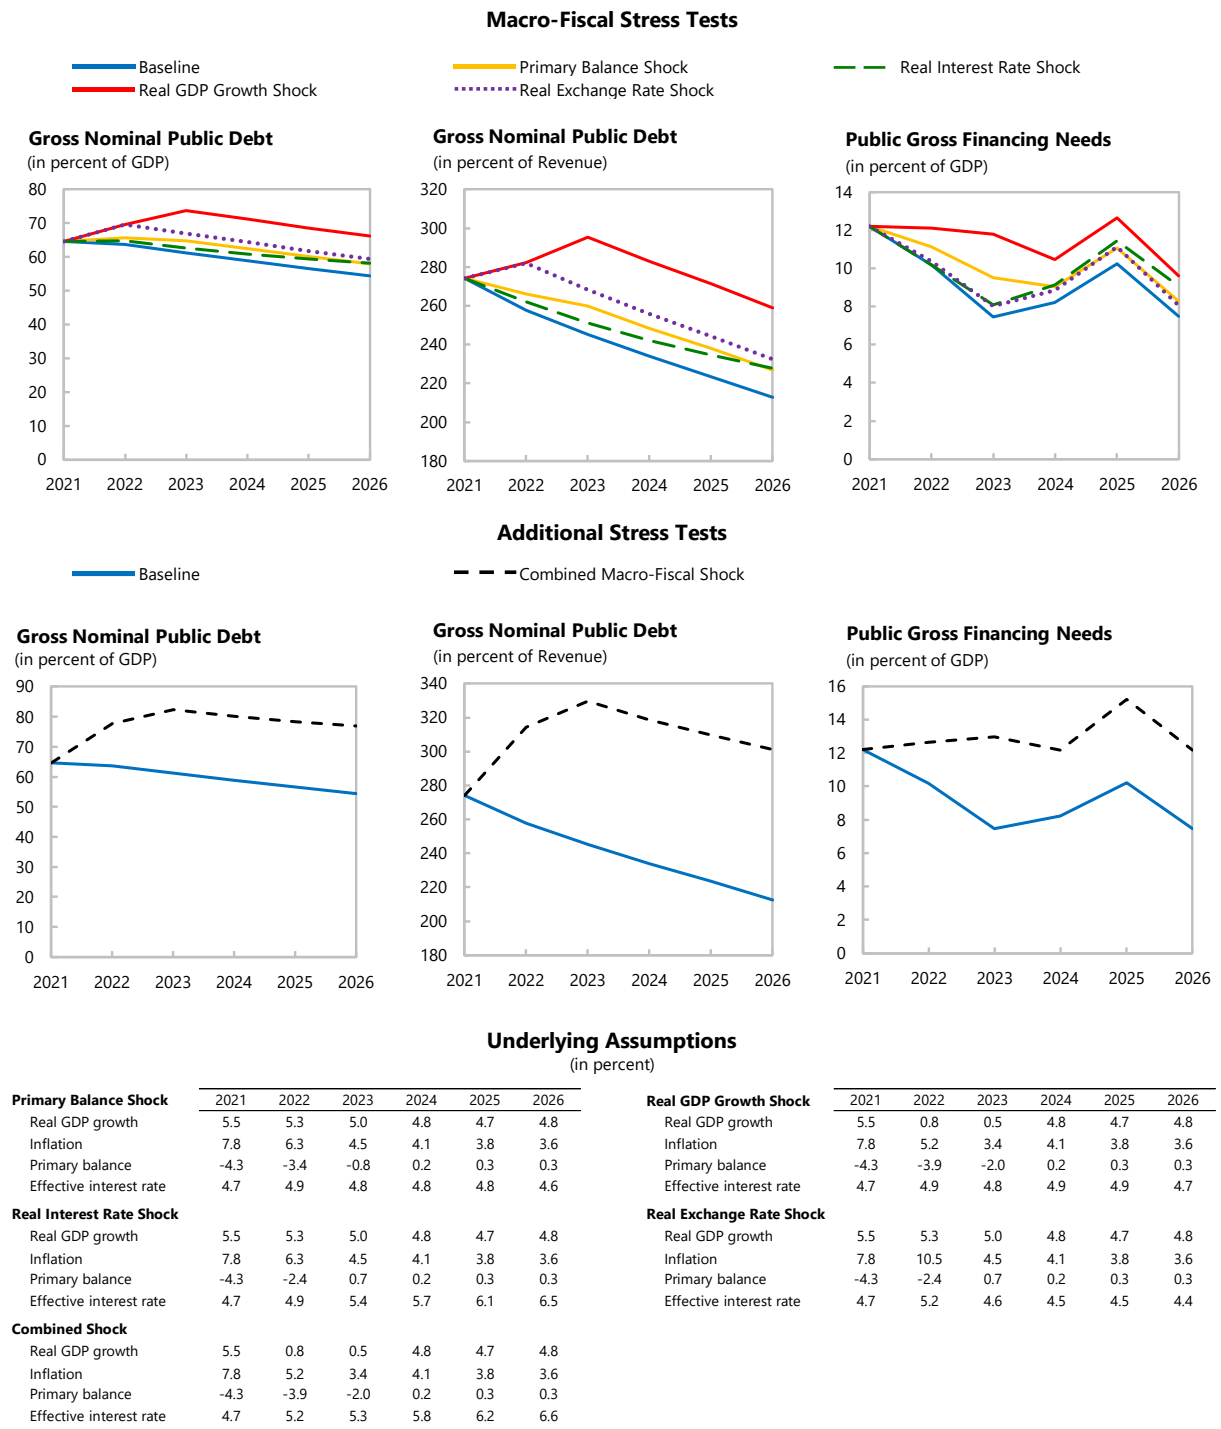 Macro-Fiscal Stress Tests
Baseline Primary Balance Shock Real Interest Rate Shock
Real GDP Growth Shock Real Exchange Rate Shock
Gross Nominal Public Debt
(in percent of GDP)
80
70
60
50
40
30
20
10
0
2021 2022 2023 2024 2025 2026
Gross Nominal Public Debt
(in percent of Revenue)
320
300
280
260
240
220
200
180
2021 2022 2023 2024 2025 2026
Public Gross Financing Needs
(in percent of GDP)
14
12
10
8
6
4
2
0
2021 2022 2023 2024 2025 2026
Additional Stress Tests
Baseline Combined Macro-Fiscal Shock
Gross Nominal Public Debt
(in percent of GDP)
90
80
70
60
50
40
30
20
10
0
2021 2022 2023 2024 2025 2026
Gross Nominal Public Debt
(in percent of Revenue)
340
320
300
280
260
240
220
200
180
2021 2022 2023 2024 2025 2026
Public Gross Financing Needs
(in percent of GDP)
16
14
12
10
8
6
4
2
0
2021 2022 2023 2024 2025 2026
Underlying Assumptions
(in percent)
Primary Balance Shock 2021 2022 2023 2024 2025 2026
Real GDP growth 5.5 5.3 5.0 4.8 4.7 4.8
Inflation 7.8 6.3 4.5 4.1 3.8 3.6
Primary balance -4.3 -3.4 -0.8 0.2 0.3 0.3
Effective interest rate 4.7 4.9 4.8 4.8 4.8 4.6
Real Interest Rate Shock
Real GDP growth 5.5 5.3 5.0 4.8 4.7 4.8
Inflation 7.8 6.3 4.5 4.1 3.8 3.6
Primary balance -4.3 -2.4 0.7 0.2 0.3 0.3
Effective interest rate 4.7 4.9 5.4 5.7 6.1 6.5
Combined Shock
Real GDP growth 5.5 0.8 0.5 4.8 4.7 4.8
Inflation 7.8 5.2 3.4 4.1 3.8 3.6
Primary balance -4.3 -3.9 -2.0 0.2 0.3 0.3
Effective interest rate 4.7 5.2 5.3 5.8 6.2 6.6
Real GDP Growth Shock 2021 2022 2023 2024 2025 2026
Real GDP growth 5.5 0.8 0.5 4.8 4.7 4.8
Inflation 7.8 5.2 3.4 4.1 3.8 3.6
Primary balance -4.3 -3.9 -2.0 0.2 0.3 0.3
Effective interest rate 4.7 4.9 4.8 4.9 4.9 4.7
Real Exchange Rate Shock
Real GDP growth 5.5 5.3 5.0 4.8 4.7 4.8
Inflation 7.8 10.5 4.5 4.1 3.8 3.6
Primary balance -4.3 -2.4 0.7 0.2 0.3 0.3
Effective interest rate 4.7 5.2 4.6 4.5 4.5 4.4